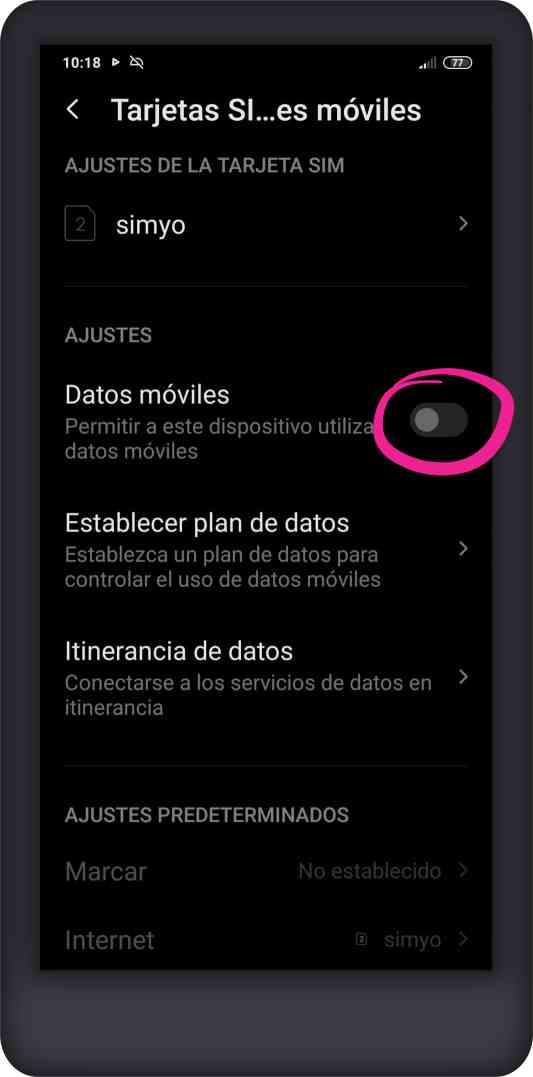 10:18
77
Tarjetas SI...es móviles
AJUSTES DE LA TARJETA SIM
2
simyo
AJUSTES
Datos móviles
Permitir a este dispositivo utiliza
datos móviles
Establecer plan de datos
Establezca un plan de datos para
controlar el uso de datos móviles
Itinerancia de datos
Conectarse a los servicios de datos en
itinerancia
AJUSTES PREDETERMINADOS
Marcar No establecido
Internet 2 simyo